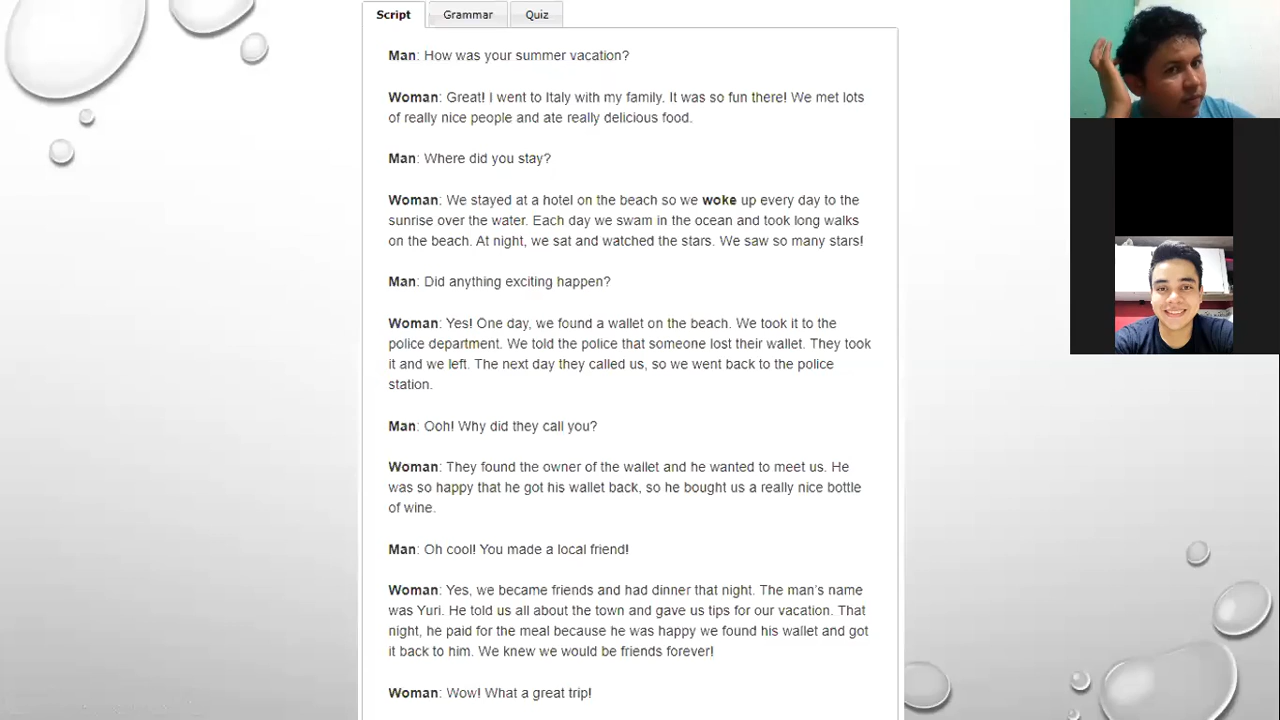 Script Grammar Quiz
Man: How was your summer vacation?
Woman: Great! I went to Italy with my family. It was so fun there! We met lots
of really nice people and ate really delicious food.
Man: Where did you stay?
Woman: We stayed at a hotel on the beach so we woke up every day to the
sunrise over the water. Each day we swam in the ocean and took long walks
on the beach. At night, we sat and watched the stars. We saw so many stars!
Man: Did anything exciting happen?
Woman: Yes! One day, we found a wallet on the beach. We took it to the
police department. We told the police that someone lost their wallet. They took
it and we left. The next day they called us, so we went back to the police
station.
Man: Ooh! Why did they call you?
Woman: They found the owner of the wallet and he wanted to meet us. He
was so happy that he got his wallet back, so he bought us a really nice bottle
of wine.
Man: Oh cool! You made a local friend!
Woman: Yes, we became friends and had dinner that night. The man’s name
was Yuri. He told us all about the town and gave us tips for our vacation. That
night, he paid for the meal because he was happy we found his wallet and got
it back to him. We knew we would be friends forever!
Woman: Wow! What a great trip!